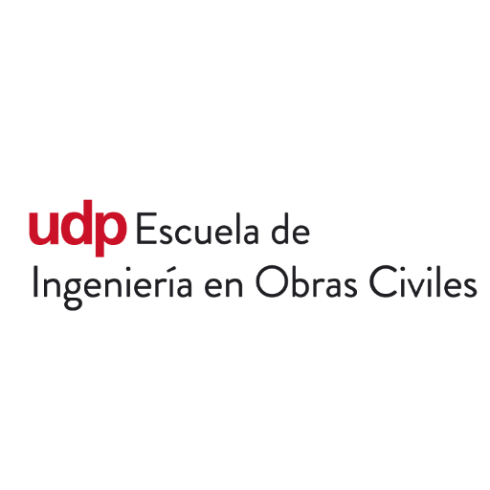 udp Escuela de
Ingeniería en Obras Civiles